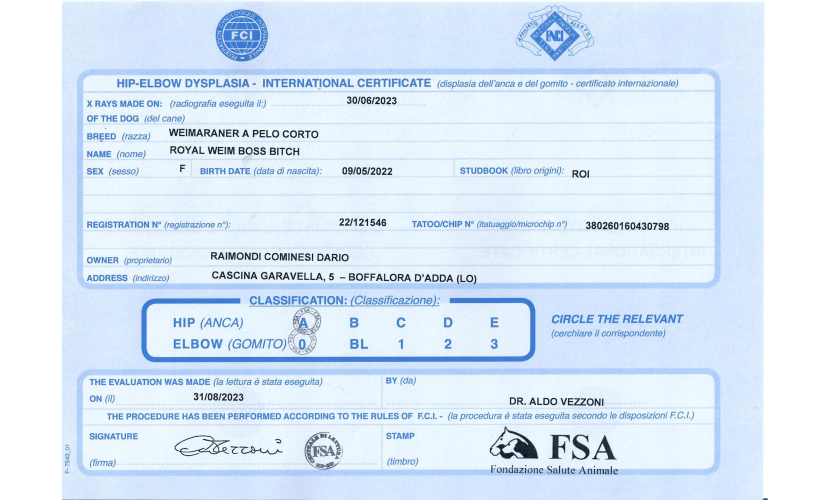 FCI
ENCI
HIP-ELBOW DYSPLASIA - INTERNATIONAL CERTIFICATE (displasia dell'anca e del gomito - certificato internazionale)
X RAYS MADE ON: (radiografia eseguita il:) 30/06/2023
OF THE DOG (del cane)
BREED (razza) WEIMARANER A PELO CORTO
NAME (nome) ROYAL WEIM BOSS BITCH
SEX (sesso) F BIRTH DATE (data di nascita): 09/05/2022 STUDBOOK (libro origini): ROI
REGISTRATION N° (registrazione n°): 22/121546 TATOO/CHIP N° (ltatuaggio/microchip n°) 380260160430798
OWNER (proprietario) RAIMONDI COMINESI DARIO
ADDRESS (indirizzo) CASCINA GARAVELLA, 5 – BOFFALORA D'ADDA (LO)
CLASSIFICATION: (Classificazione):
HIP (ANCA) A B C D E
ELBOW (GOMITO) 0 BL 1 2 3
CIRCLE THE RELEVANT
(cerchiare il corrispondente)
THE EVALUATION WAS MADE (la lettura è stata eseguita) BY (da)
ON (il) 31/08/2023 DR. ALDO VEZZONI
THE PROCEDURE HAS BEEN PERFORMED ACCORDING TO THE RULES OF F.C.I. - (la procedura è stata eseguita secondo le disposizioni F.C.I.)
SIGNATURE Vezzoni FSA STAMP FSA
(firma) (timbro) Fondazione Salute Animale
F-7843_01